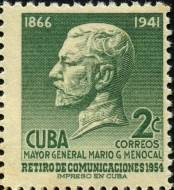 1866 1941
CUBA 2c
CORREOS
MAYOR GENERAL MARIO G MENOCAL
RETIRO DE COMUNICACIONES 1954
IMPRESO EN CUBA